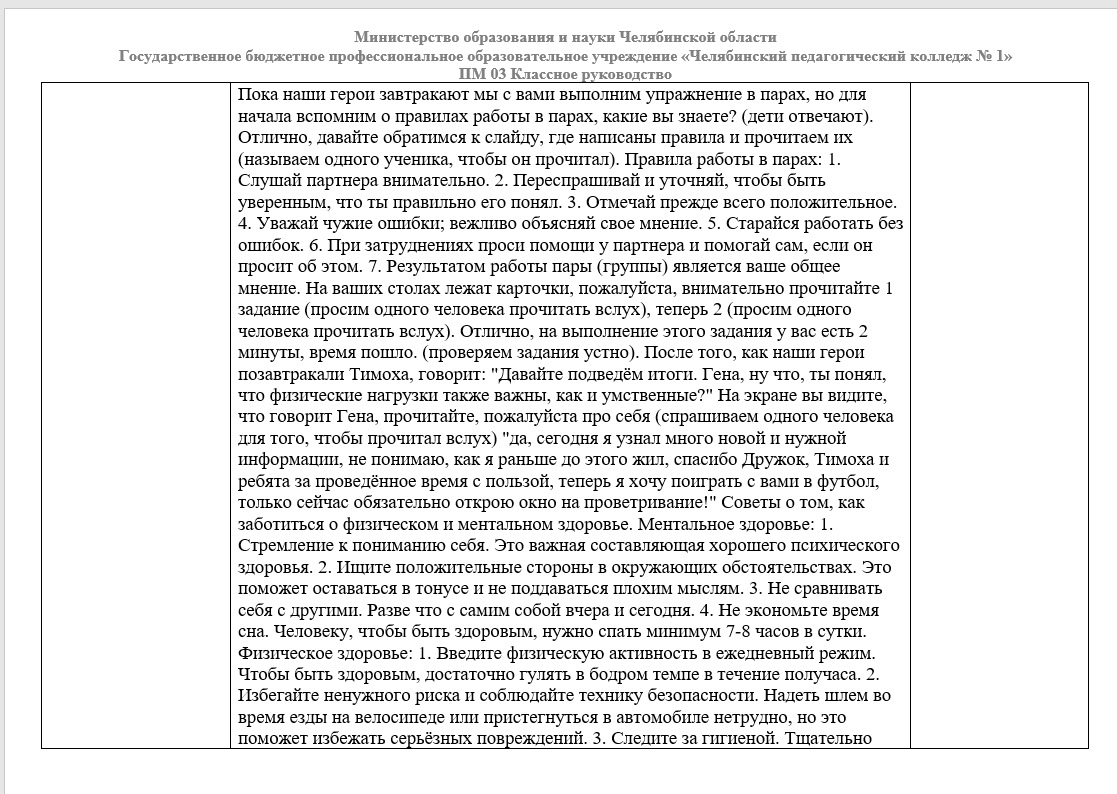 Министерство образования и науки Челябинской области
Государственное бюджетное профессиональное образовательное учреждение «Челябинский педагогический колледж № 1»
ПМ 03 Классное руководство
Пока наши герои завтракают мы с вами выполним упражнение в парах, но для
начала вспомним о правилах работы в парах, какие вы знаете? (дети отвечают).
Отлично, давайте обратимся к слайду, где написаны правила и прочитаем их
(называем одного ученика, чтобы он прочитал). Правила работы в парах: 1.
Слушай партнера внимательно. 2. Переспрашивай и уточняй, чтобы быть
уверенным, что ты правильно его понял. 3. Отмечай прежде всего положительное.
4. Уважай чужие ошибки; вежливо объясняй свое мнение. 5. Старайся работать без
ошибок. 6. При затруднениях проси помощи у партнера и помогай сам, если он
просит об этом. 7. Результатом работы пары (группы) является ваше общее
мнение. На ваших столах лежат карточки, пожалуйста, внимательно прочитайте 1
задание (просим одного человека прочитать вслух), теперь 2 (просим одного
человека прочитать вслух). Отлично, на выполнение этого задания у вас есть 2
минуты, время пошло. (проверяем задания устно). После того, как наши герои
позавтракали Тимоха, говорит: "Давайте подведём итоги. Гена, ну что, ты понял,
что физические нагрузки также важны, как и умственные?" На экране вы видите,
что говорит Гена, прочитайте, пожалуйста про себя (спрашиваем одного человека
для того, чтобы прочитал вслух) "да, сегодня я узнал много новой и нужной
информации, не понимаю, как я раньше до этого жил, спасибо Дружок, Тимоха и
ребята за проведённое время с пользой, теперь я хочу поиграть с вами в футбол,
только сейчас обязательно открою окно на проветривание!" Советы о том, как
заботиться о физическом и ментальном здоровье. Ментальное здоровье: 1.
Стремление к пониманию себя. Это важная составляющая хорошего психического
здоровья. 2. Ищите положительные стороны в окружающих обстоятельствах. Это
поможет оставаться в тонусе и не поддаваться плохим мыслям. 3. Не сравнивать
себя с другими. Разве что с самим собой вчера и сегодня. 4. Не экономьте время
сна. Человеку, чтобы быть здоровым, нужно спать минимум 7-8 часов в сутки.
Физическое здоровье: 1. Введите физическую активность в ежедневный режим.
Чтобы быть здоровым, достаточно гулять в бодром темпе в течение получаса. 2.
Избегайте ненужного риска и соблюдайте технику безопасности. Надеть шлем во
время езды на велосипеде или пристегнуться в автомобиле нетрудно, но это
поможет избежать серьёзных повреждений. 3. Следите за гигиеной. Тщательно